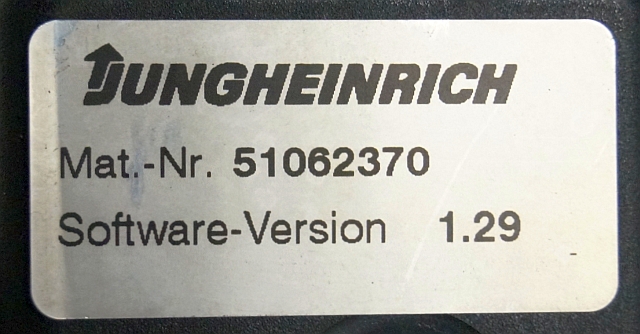 JUNGHEINRICH
Mat.-Nr. 51062370
Software-Version 1.29